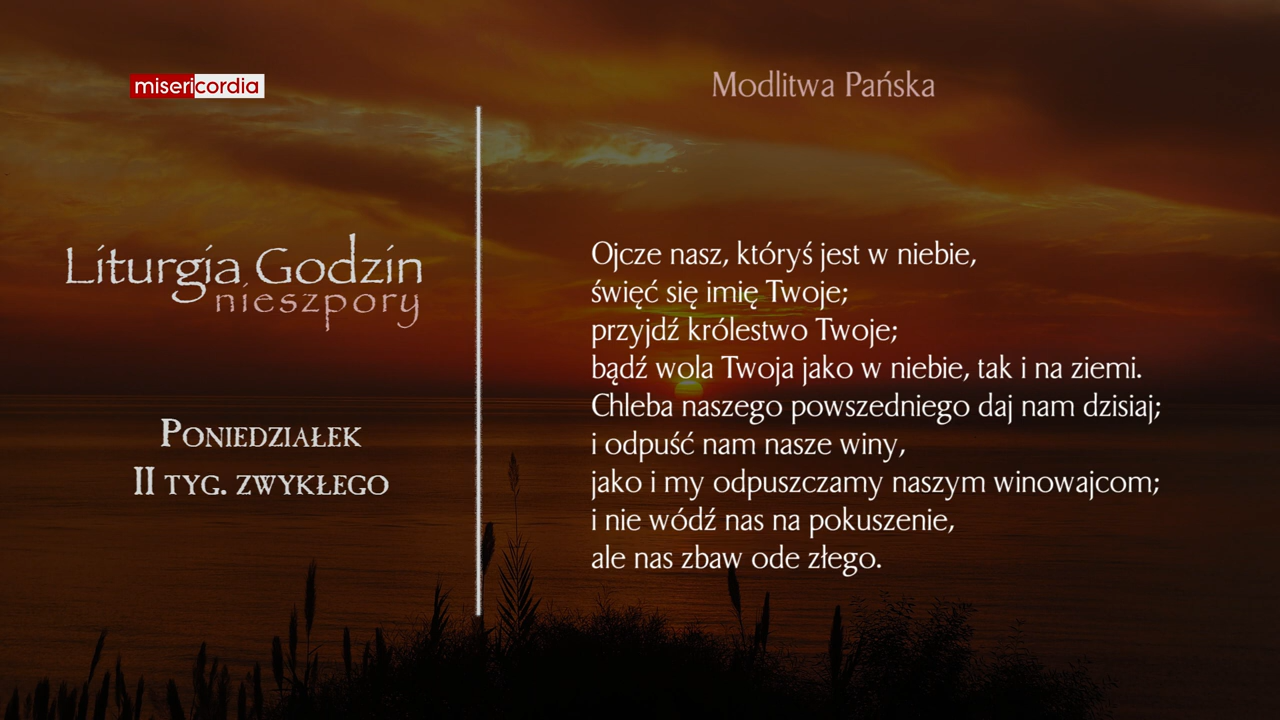 misericordia
Liturgia Godzin
nieszpory
Poniedziałek
II tyg. zwykłego
Modlitwa Pańska
Ojcze nasz, któryś jest w niebie,
święć się imię Twoje;
przyjdź królestwo Twoje;
bądź wola Twoja jako w niebie, tak i na ziemi.
Chleba naszego powszedniego daj nam dzisiaj;
i odpuść nam nasze winy,
jako i my odpuszczamy naszym winowajcom;
i nie wódź nas na pokuszenie,
ale nas zbaw ode złego.